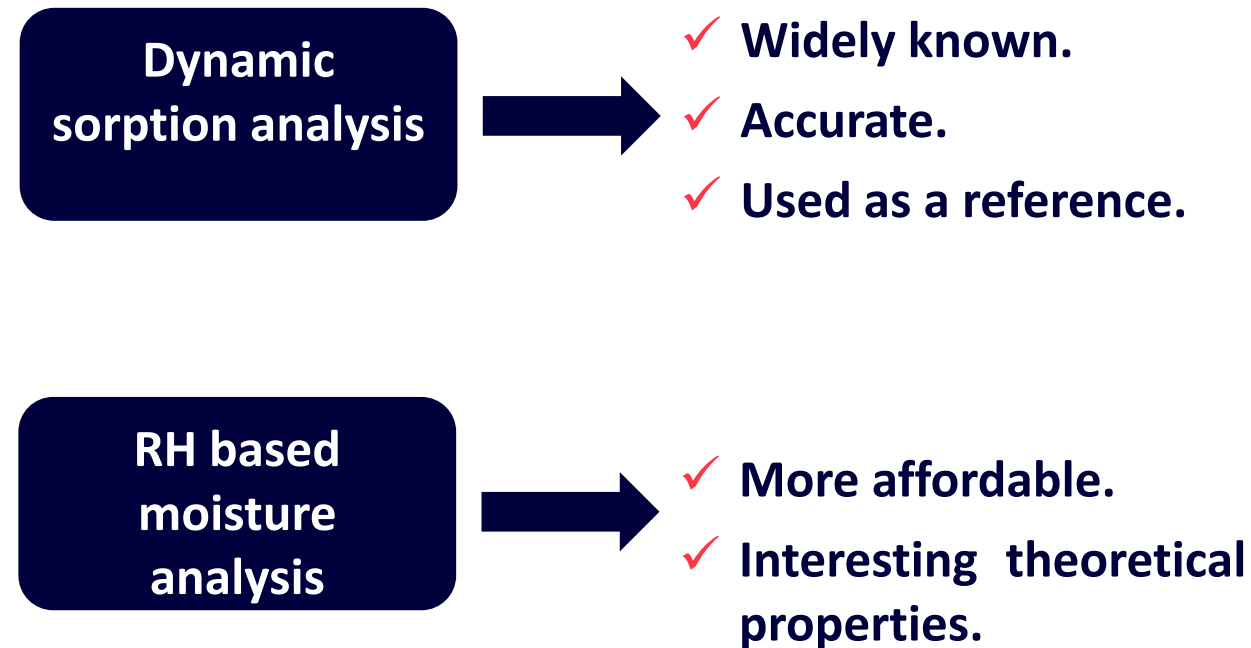 Dynamic
sorption analysis
✓ Widely known.
✓ Accurate.
✓ Used as a reference.
RH based
moisture
analysis
✓ More affordable.
✓ Interesting theoretical
properties.